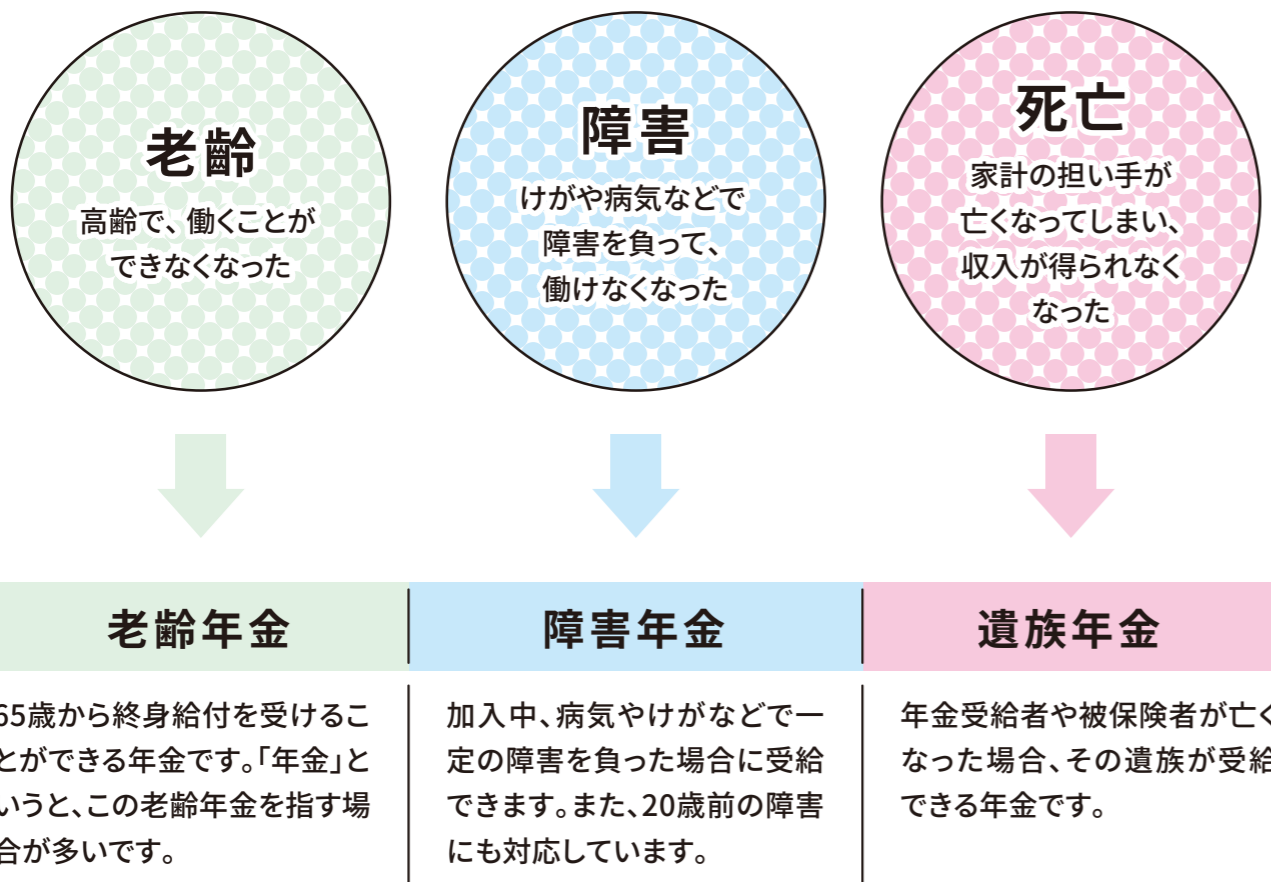 老齢
高齢で、働くことが
できなくなった
障害
けがや病気などで
障害を負って、
働けなくなった
死亡
家計の担い手が
亡くなってしまい、
収入が得られなく
なった
老齢年金
65歳から終身給付を受けるこ
とができる年金です。「年金」と
いうと、この老齢年金を指す場
合が多いです。
障害年金
加入中、病気やけがなどで一
定の障害を負った場合に受給
できます。また、20歳前の障害
にも対応しています。
遺族年金
年金受給者や被保険者が亡く
なった場合、その遺族が受給
できる年金です。